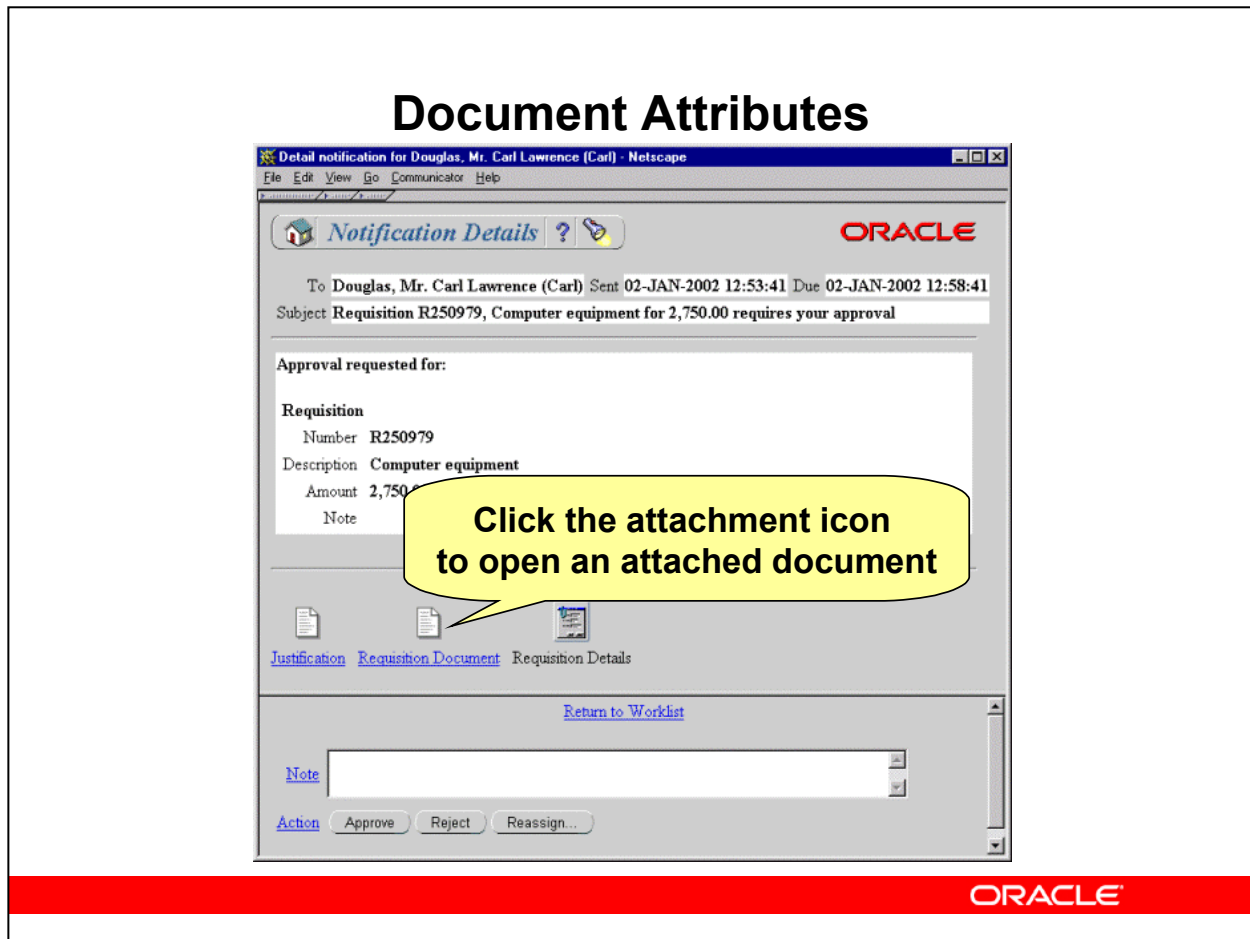 Document Attributes
Detail notification for Douglas, Mr. Carl Lawrence (Carl) - Netscape
File Edit View Go Communicator Help
Notification Details ? ORACLE
To Douglas, Mr. Carl Lawrence (Carl) Sent 02-JAN-2002 12:53:41 Due 02-JAN-2002 12:58:41
Subject Requisition R250979, Computer equipment for 2,750.00 requires your approval
Approval requested for:
Requisition
Number R250979
Description Computer equipment
Amount 2,750
Note
Click the attachment icon
to open an attached document
Justification Requisition Document Requisition Details
Return to Worklist
Note
Action Approve Reject Reassign...
ORACLE